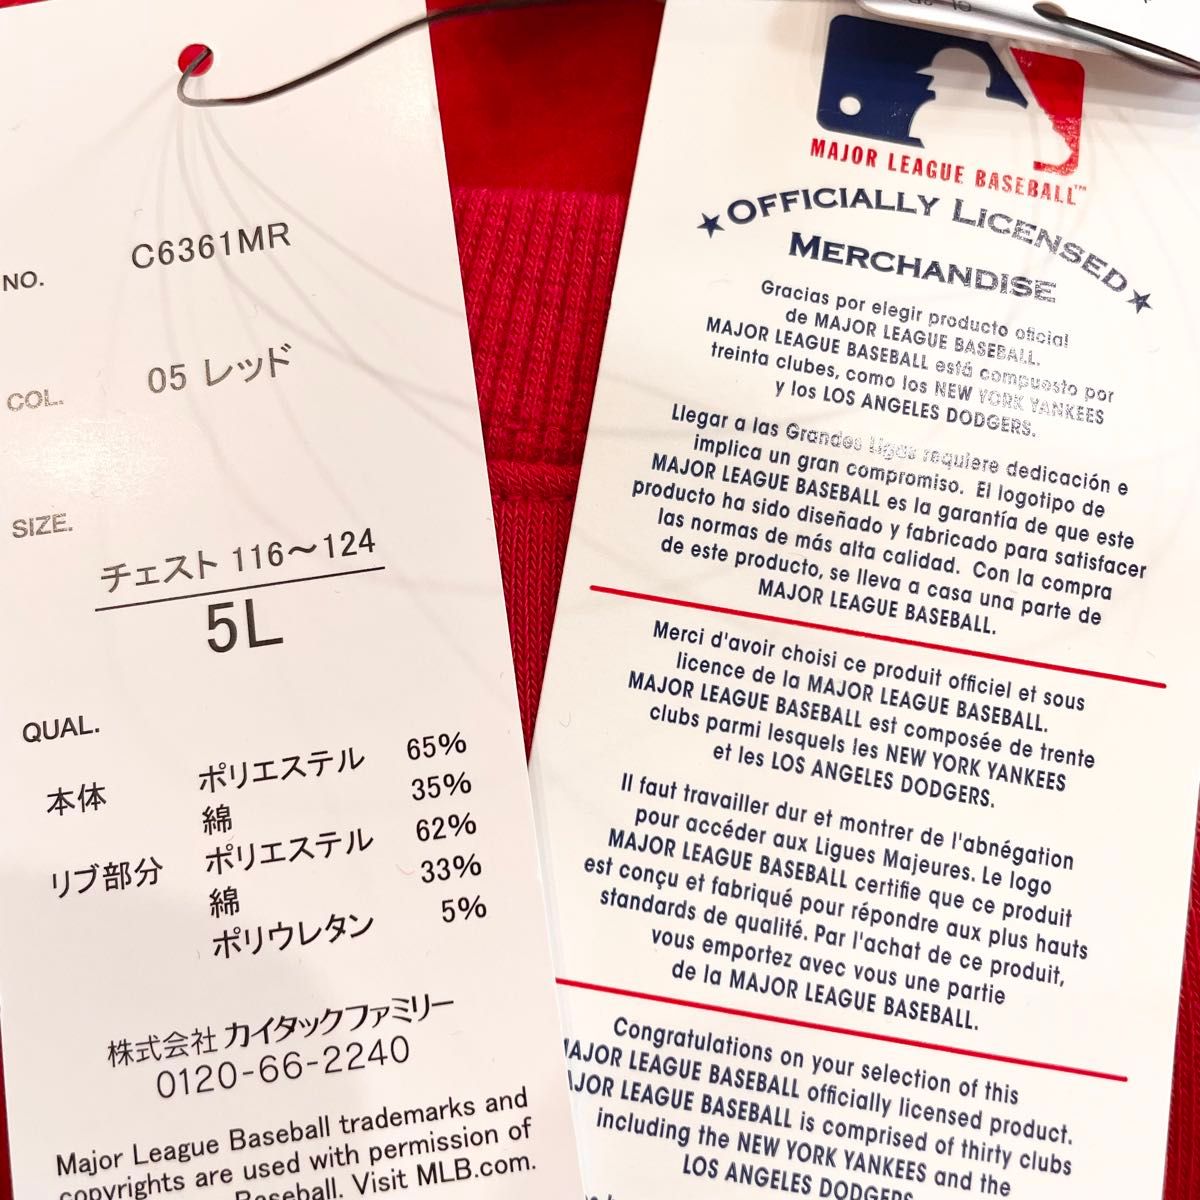 NO. C6361MR
COL. 05 レッド
SIZE.
チェスト 116～124
5L
QUAL.
本体 ポリエステル 65%
綿 35%
リブ部分 ポリエステル 62%
綿 33%
ポリウレタン 5%
株式会社 カイタックファミリー
0120-66-2240
Major League Baseball trademarks and
copyrights are used with permission of
Baseball. Visit MLB.com.
MAJOR LEAGUE BASEBALL™
★ OFFICIALLY LICENSED ★
MERCHANDISE
Gracias por elegir producto oficial
de MAJOR LEAGUE BASEBALL.
MAJOR LEAGUE BASEBALL está compuesto por
treinta clubes, como los NEW YORK YANKEES
y los LOS ANGELES DODGERS.
Llegar a las Grandes Ligas requiere dedicación e
implica un gran compromiso. El logotipo de
MAJOR LEAGUE BASEBALL es la garantía de que este
producto ha sido diseñado y fabricado para satisfacer
las normas de más alta calidad. Con la compra
de este producto, se lleva a casa una parte de
MAJOR LEAGUE BASEBALL.
Merci d'avoir choisi ce produit officiel et sous
licence de la MAJOR LEAGUE BASEBALL.
MAJOR LEAGUE BASEBALL est composée de trente
clubs parmi lesquels les NEW YORK YANKEES
et les LOS ANGELES DODGERS.
Il faut travailler dur et montrer de l'abnégation
pour accéder aux Ligues Majeures. Le logo
MAJOR LEAGUE BASEBALL certifie que ce produit
est conçu et fabriqué pour répondre aux plus hauts
standards de qualité. Par l'achat de ce produit,
vous emportez avec vous une partie
de la MAJOR LEAGUE BASEBALL.
Congratulations on your selection of this
MAJOR LEAGUE BASEBALL officially licensed product.
MAJOR LEAGUE BASEBALL is comprised of thirty clubs
including the NEW YORK YANKEES and the
LOS ANGELES DODGERS.